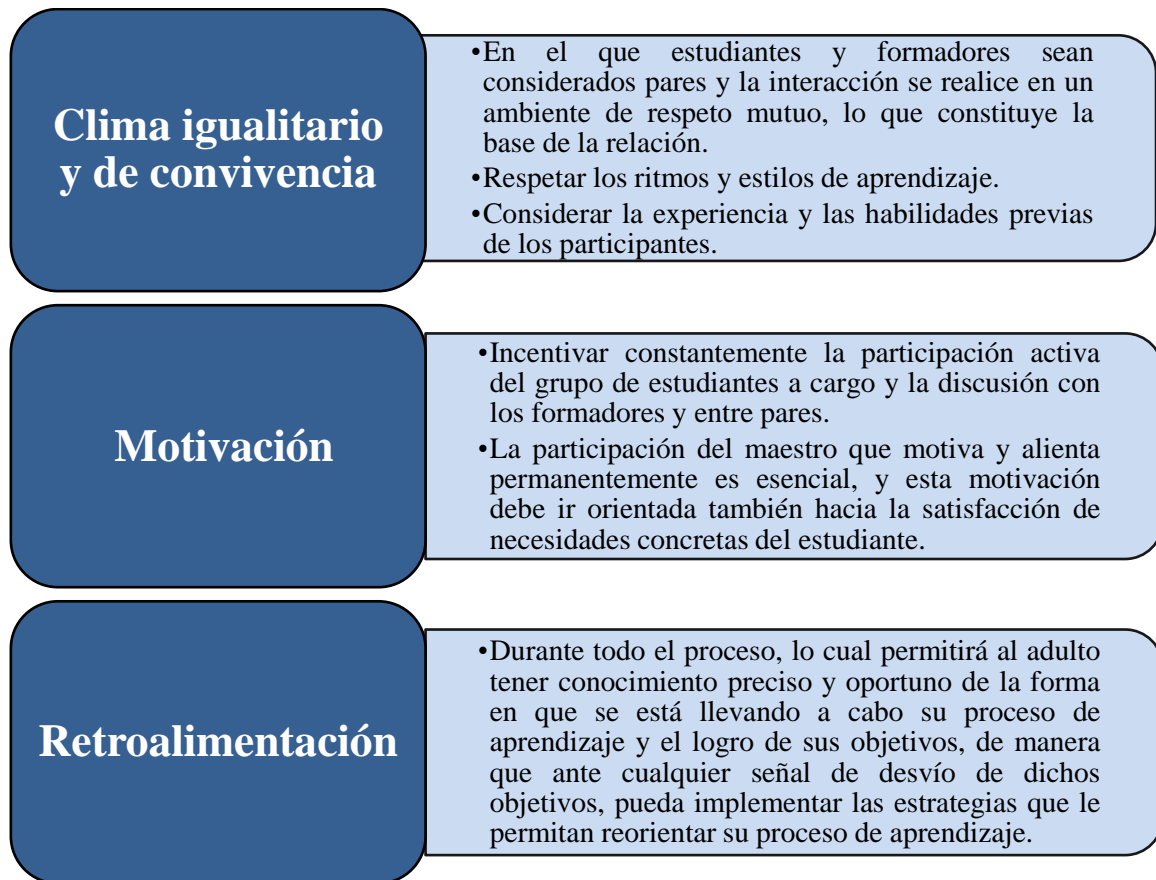 Clima igualitario
y de convivencia
•En el que estudiantes y formadores sean
considerados pares y la interacción se realice en un
ambiente de respeto mutuo, lo que constituye la
base de la relación.
•Respetar los ritmos y estilos de aprendizaje.
•Considerar la experiencia y las habilidades previas
de los participantes.
Motivación
•Incentivar constantemente la participación activa
del grupo de estudiantes a cargo y la discusión con
los formadores y entre pares.
•La participación del maestro que motiva y alienta
permanentemente es esencial, y esta motivación
debe ir orientada también hacia la satisfacción de
necesidades concretas del estudiante.
Retroalimentación
•Durante todo el proceso, lo cual permitirá al adulto
tener conocimiento preciso y oportuno de la forma
en que se está llevando a cabo su proceso de
aprendizaje y el logro de sus objetivos, de manera
que ante cualquier señal de desvío de dichos
objetivos, pueda implementar las estrategias que le
permitan reorientar su proceso de aprendizaje.